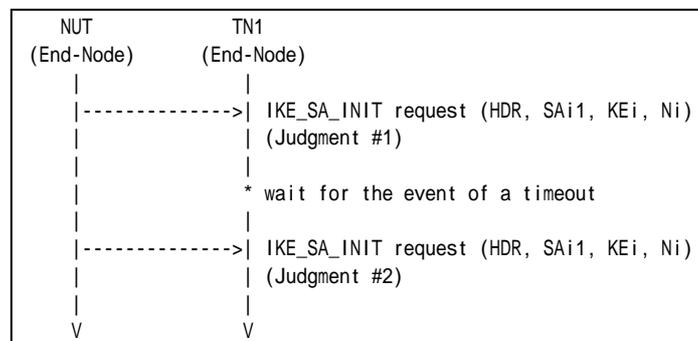 NUT TN1
(End-Node) (End-Node)
| |
|-------------->| IKE_SA_INIT request (HDR, SAi1, KEi, Ni)
| | (Judgment #1)
| |
| * wait for the event of a timeout
| |
|-------------->| IKE_SA_INIT request (HDR, SAi1, KEi, Ni)
| | (Judgment #2)
| |
V V